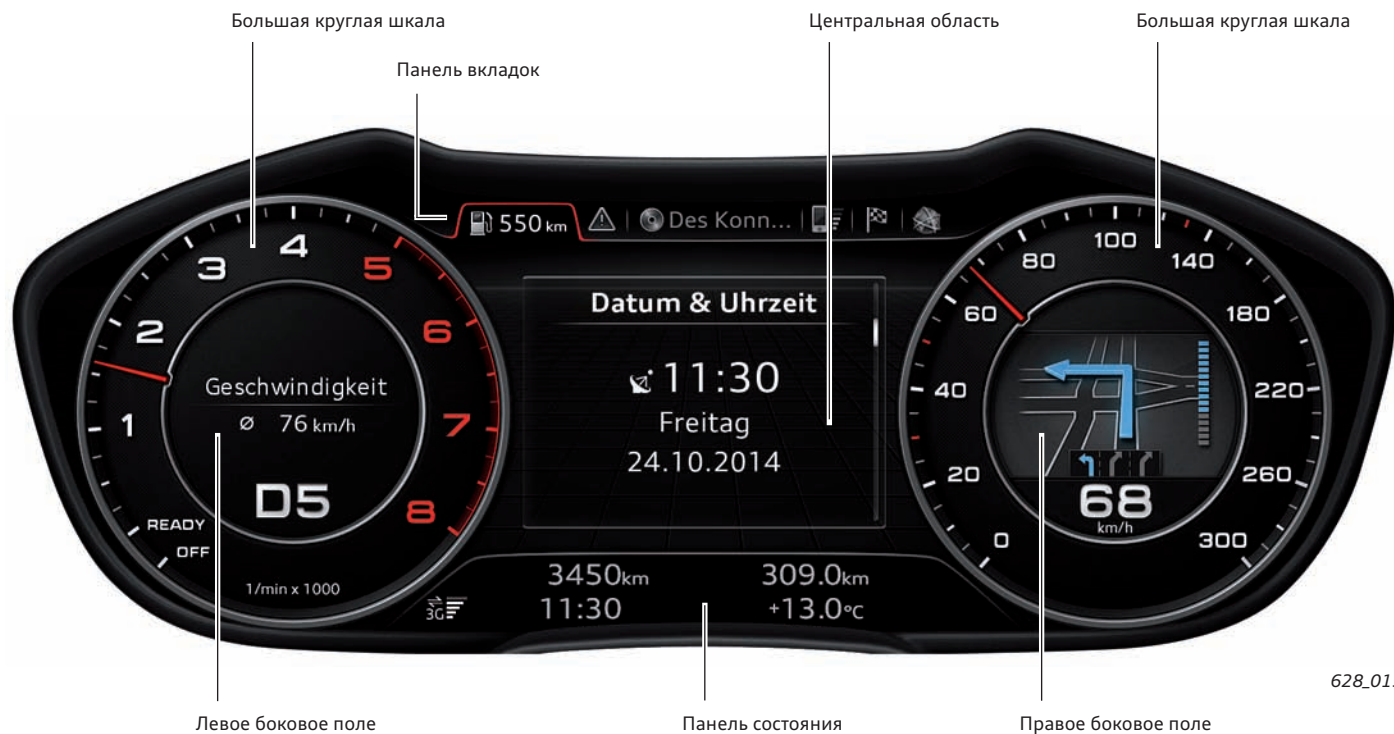 Большая круглая шкала
Центральная область
Большая круглая шкала
Панель вкладок
550 km
Des Konn...
Datum & Uhrzeit
11:30
Freitag
24.10.2014
1
2
3
4
5
6
7
8
READY
OFF
1/min x 1000
Geschwindigkeit
Ø 76 km/h
D5
0
20
40
60
80
100
140
180
220
260
300
68
km/h
3450km
309.0km
3G
11:30
+13.0°C
Левое боковое поле
Панель состояния
Правое боковое поле